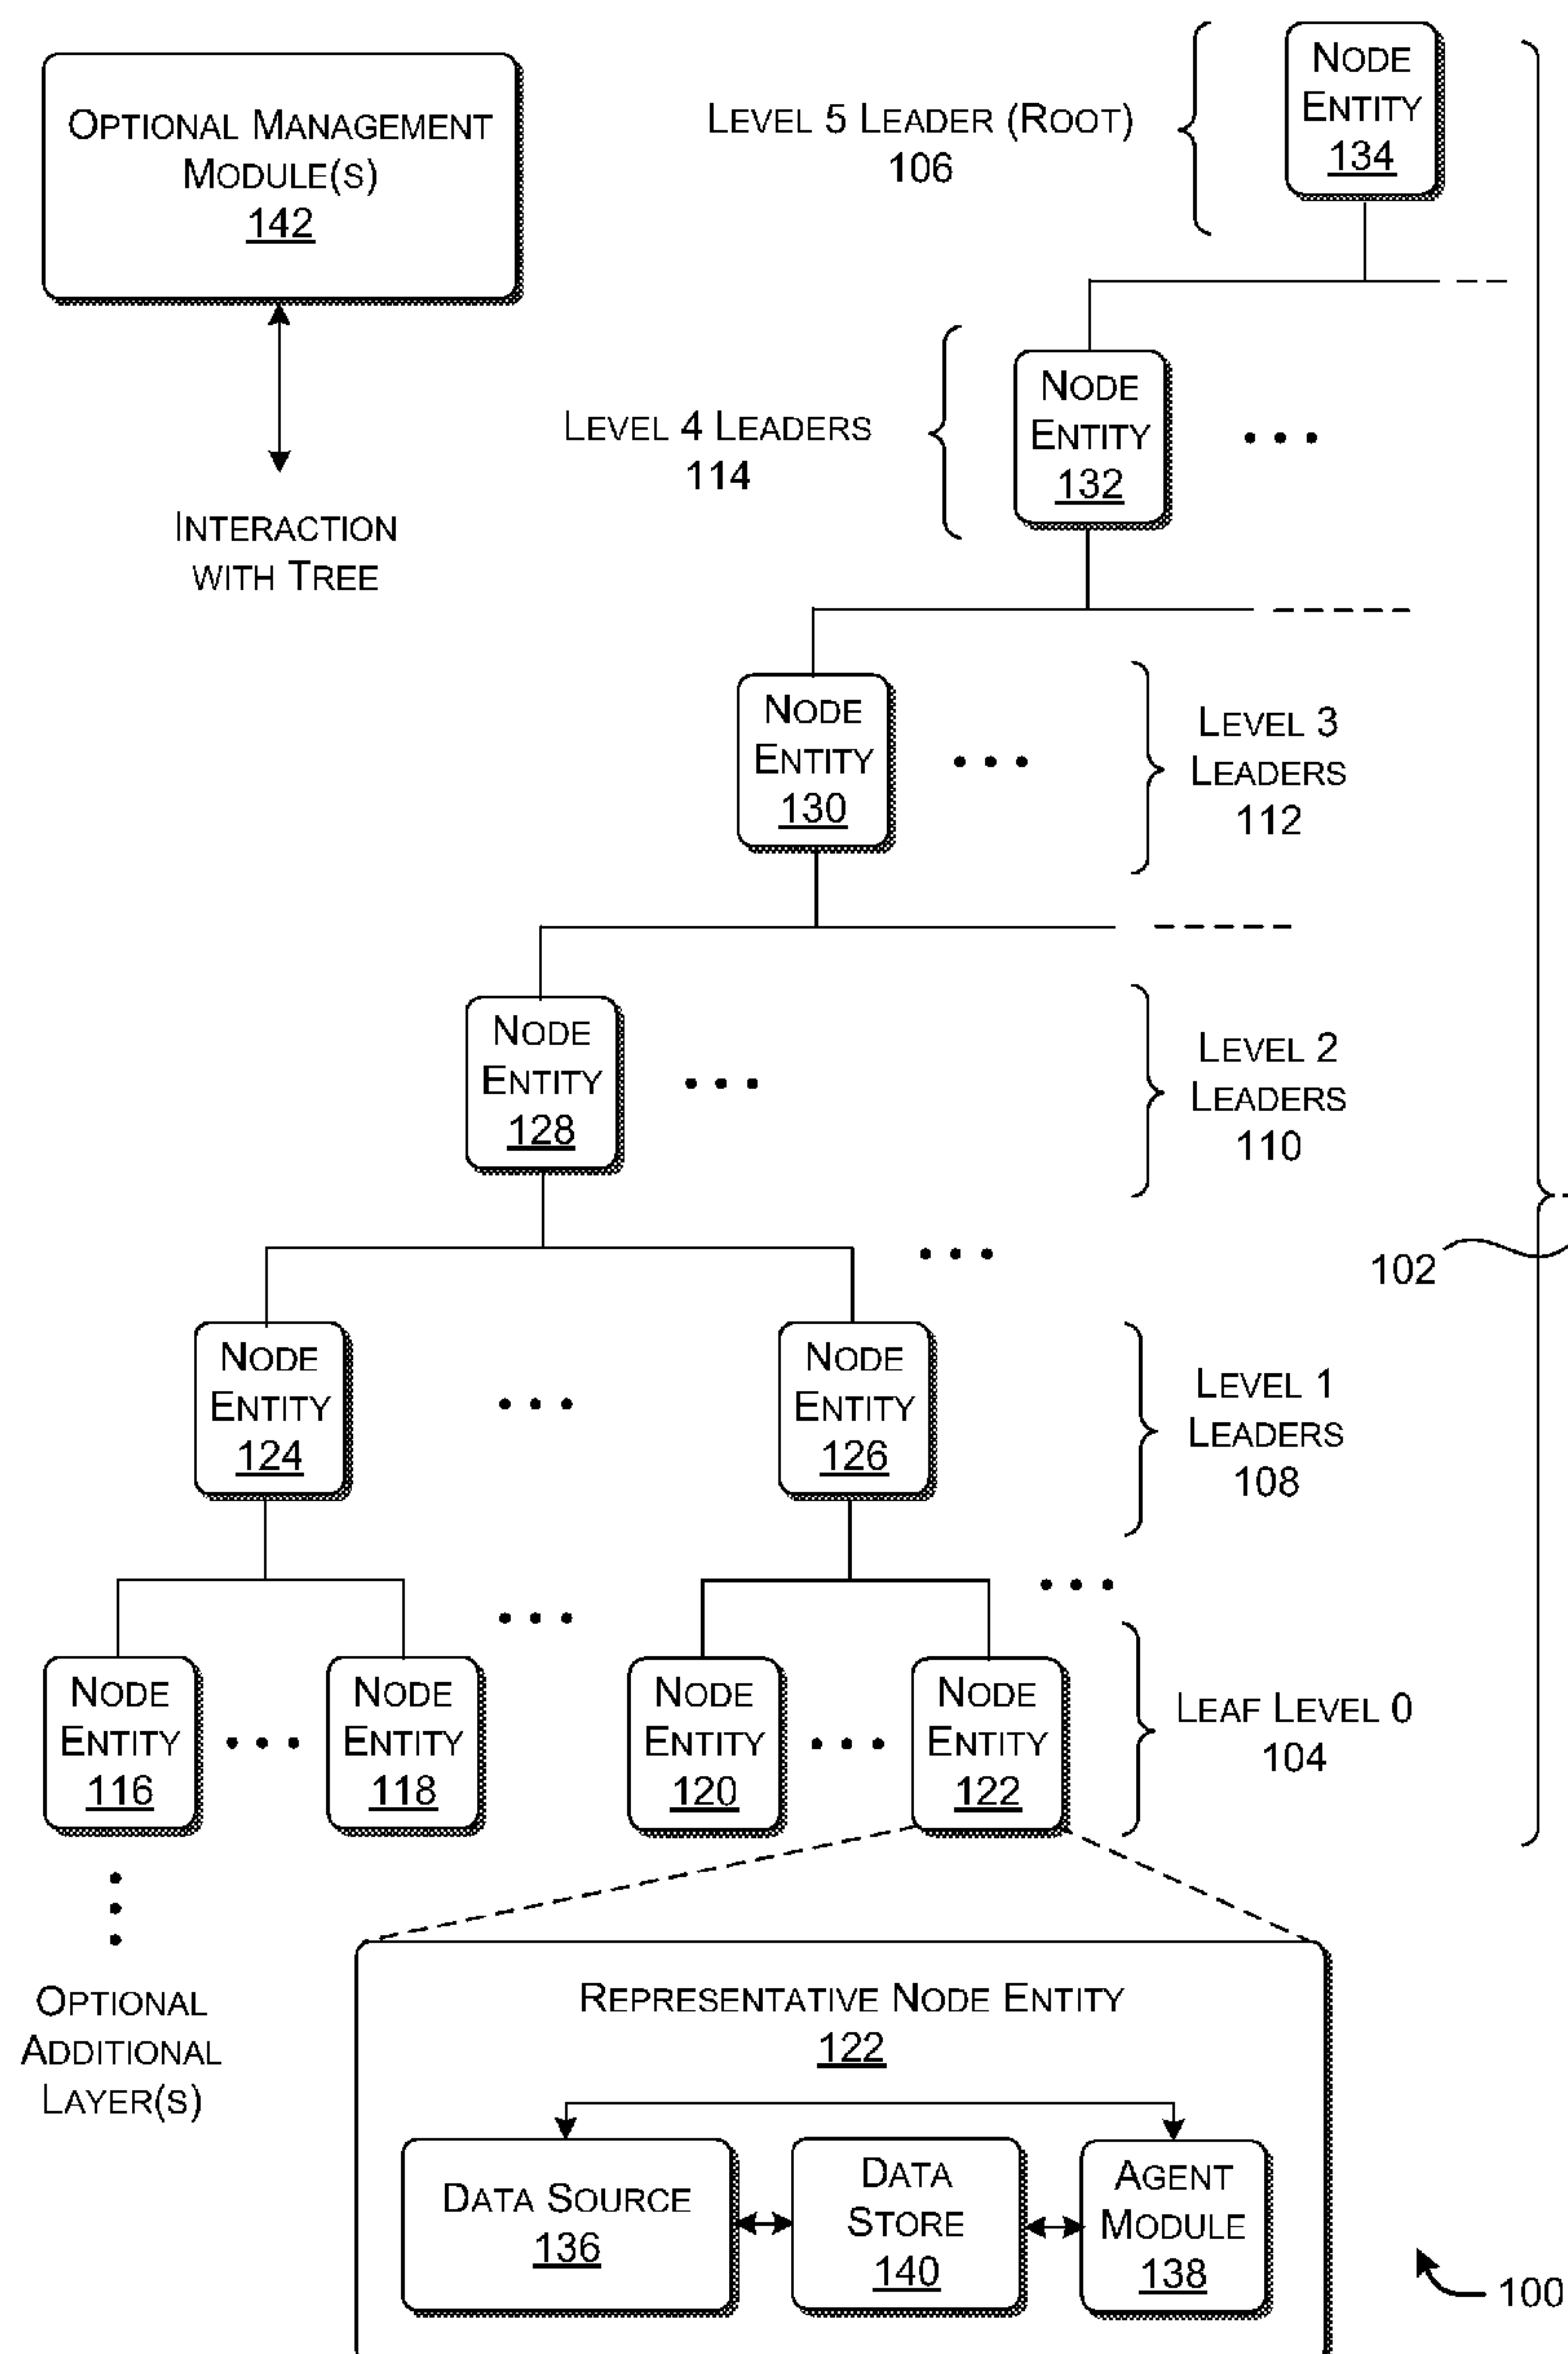 OPTIONAL MANAGEMENT
MODULE(S)
142
INTERACTION
WITH TREE
LEVEL 5 LEADER (ROOT)
106
NODE
ENTITY
134
LEVEL 4 LEADERS
114
NODE
ENTITY
132
• • •
NODE
ENTITY
130
• • •
LEVEL 3
LEADERS
112
NODE
ENTITY
128
• • •
LEVEL 2
LEADERS
110
• • •
102
NODE
ENTITY
124
• • •
NODE
ENTITY
126
LEVEL 1
LEADERS
108
• • •
• • •
NODE
ENTITY
116
• • •
NODE
ENTITY
118
NODE
ENTITY
120
• • •
NODE
ENTITY
122
LEAF LEVEL 0
104
OPTIONAL
ADDITIONAL
LAYER(S)
REPRESENTATIVE NODE ENTITY
122
DATA SOURCE
136
DATA
STORE
140
AGENT
MODULE
138
100